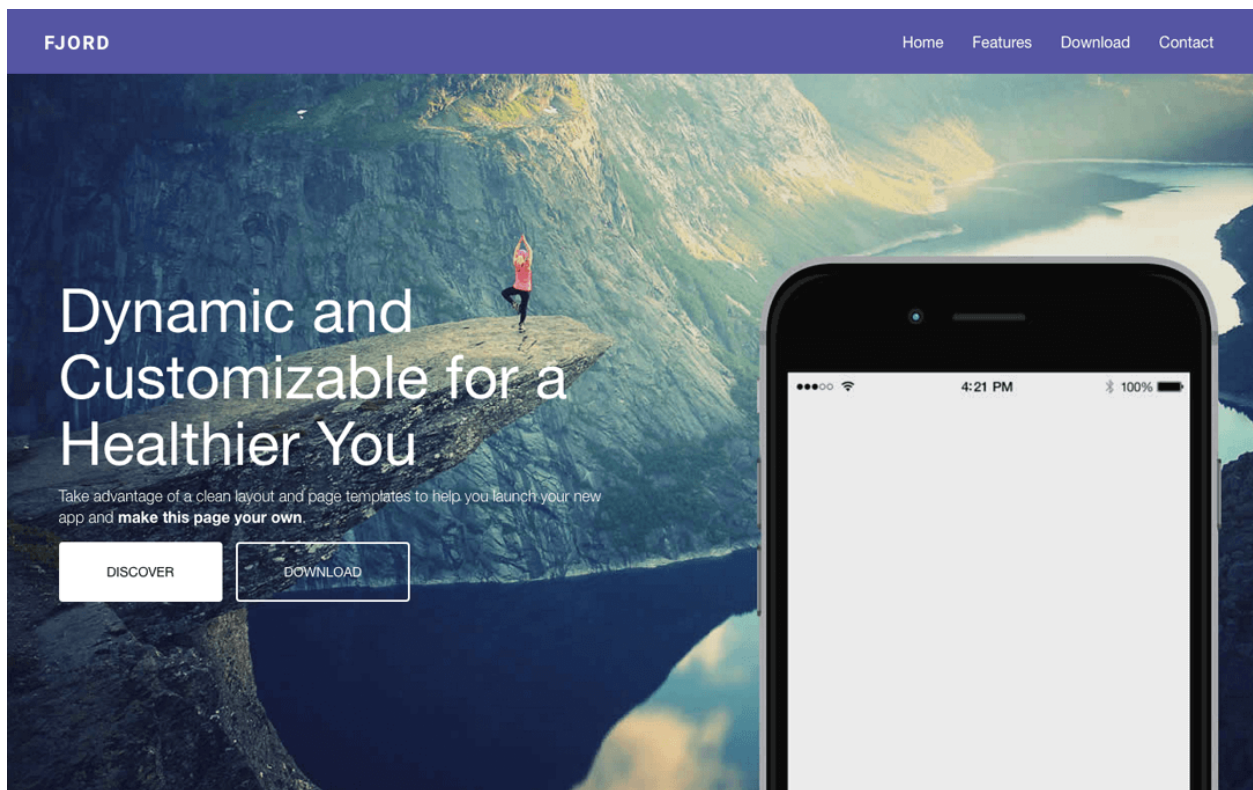 FJORD
Home Features Download Contact
Dynamic and
Customizable for a
Healthier You
Take advantage of a clean layout and page templates to help you launch your new
app and make this page your own.
DISCOVER DOWNLOAD
4:21 PM 100%